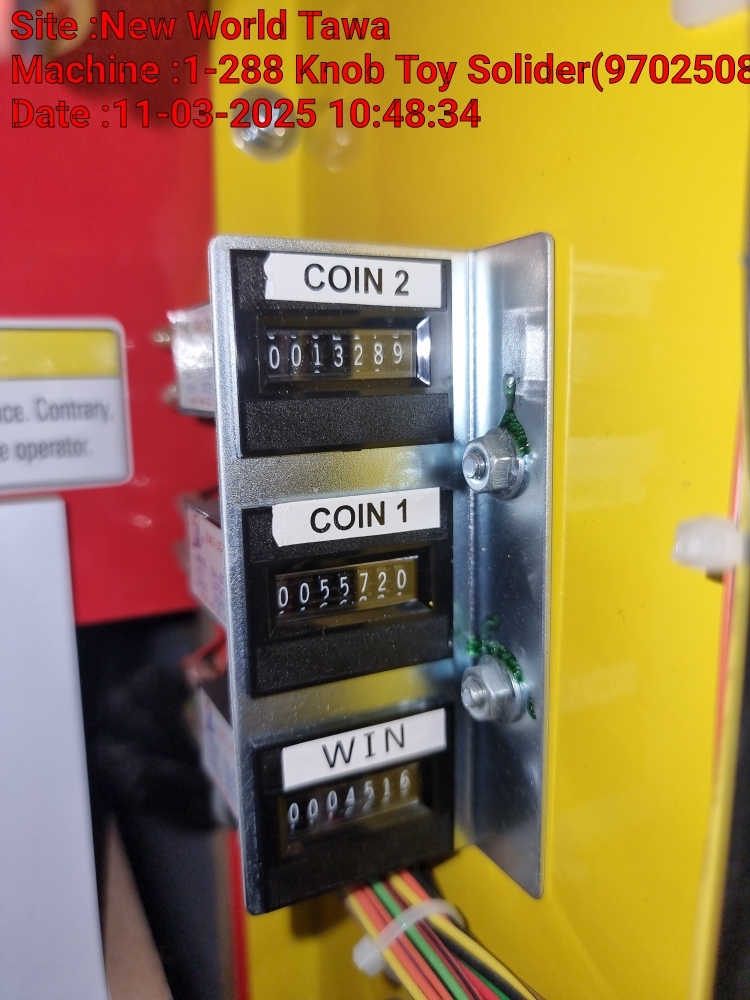 Site :New World Tawa
Machine :1-288 Knob Toy Solider(9702508
Date :11-03-2025 10:48:34
COIN 2
0013289
nce. Contrary.
e operator.
COIN 1
0055720
WIN
0004516